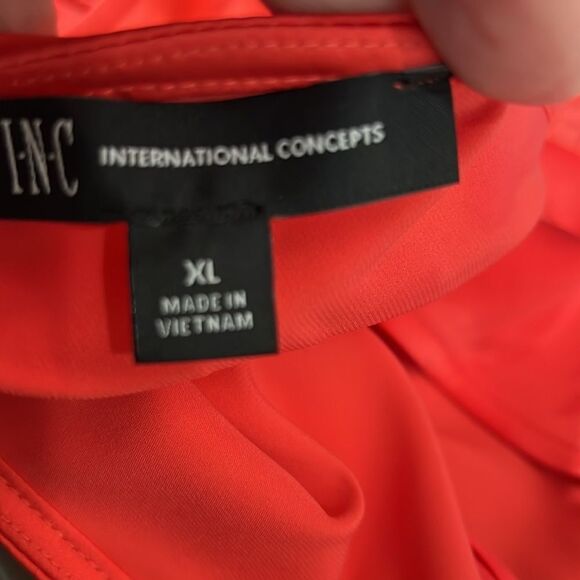 I·N·C INTERNATIONAL CONCEPTS
XL
MADE IN
VIETNAM